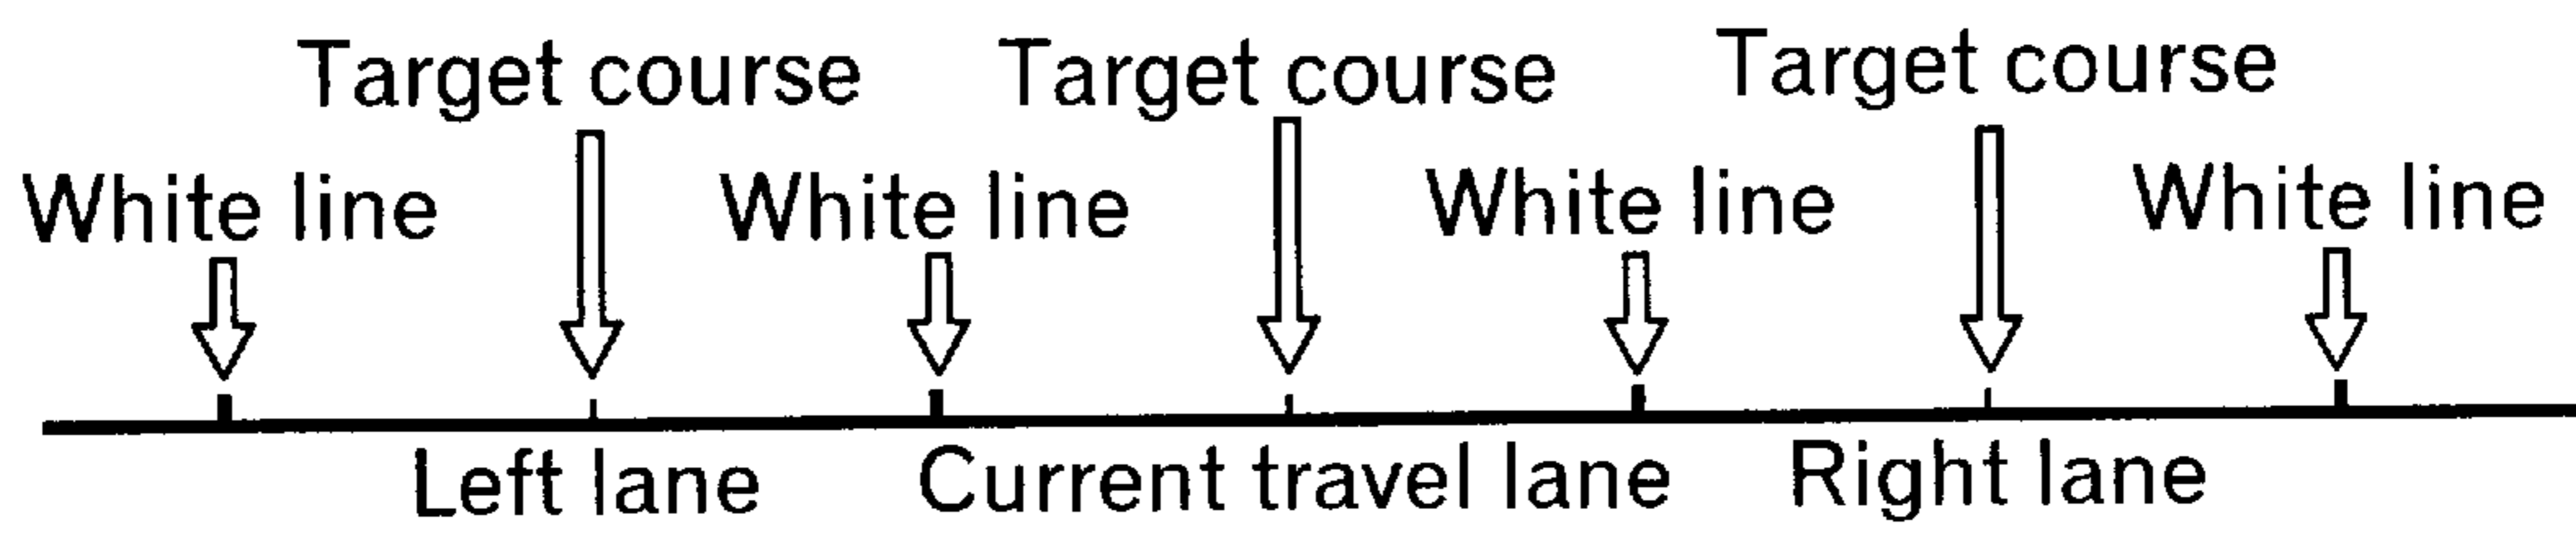 Target course Target course Target course
White line White line White line White line
Left lane Current travel lane Right lane